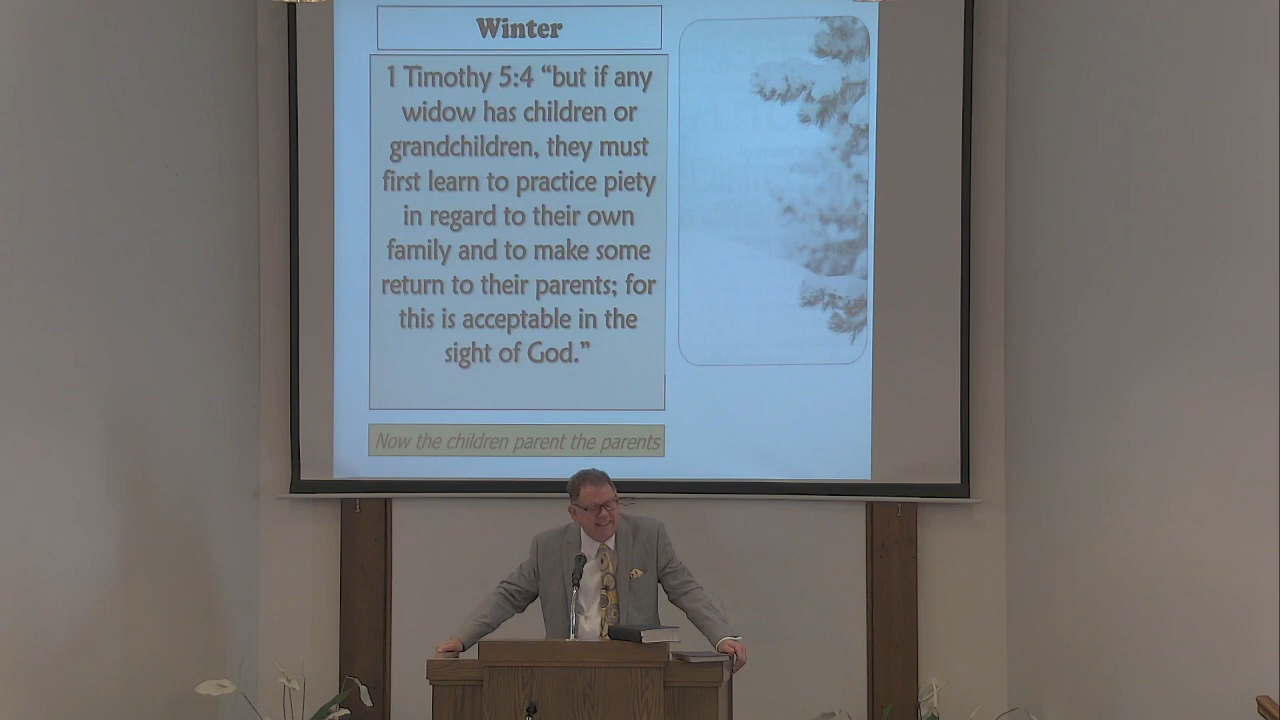 Winter
1 Timothy 5:4 “but if any
widow has children or
grandchildren, they must
first learn to practice piety
in regard to their own
family and to make some
return to their parents; for
this is acceptable in the
sight of God.”
Now the children parent the parents